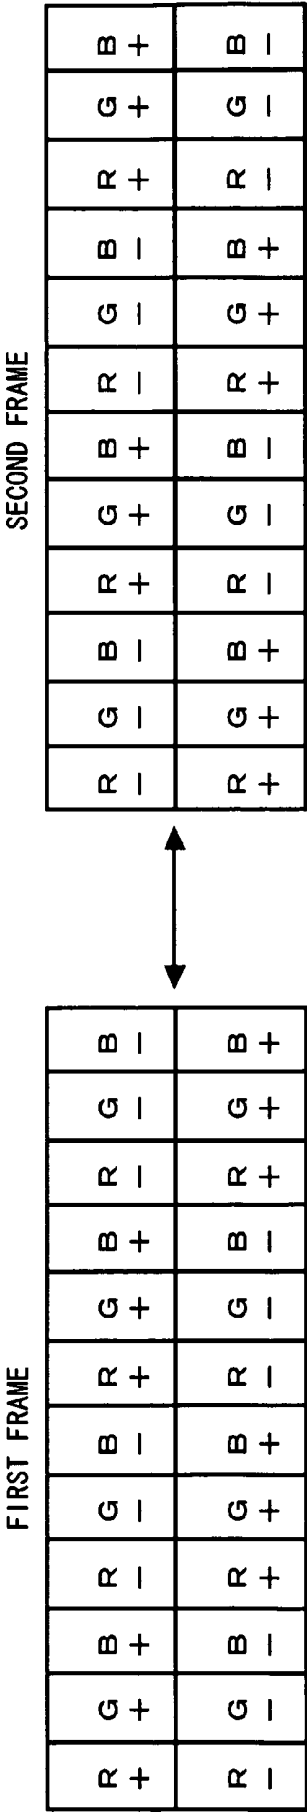 FIRST FRAME
R G B R G B R G B R G B
+ + + − − − + + + − − −
R G B R G B R G B R G B
− − − + + + − − − + + +
SECOND FRAME
R G B R G B R G B R G B
− − − + + + − − − + + +
R G B R G B R G B R G B
+ + + − − − + + + − − −